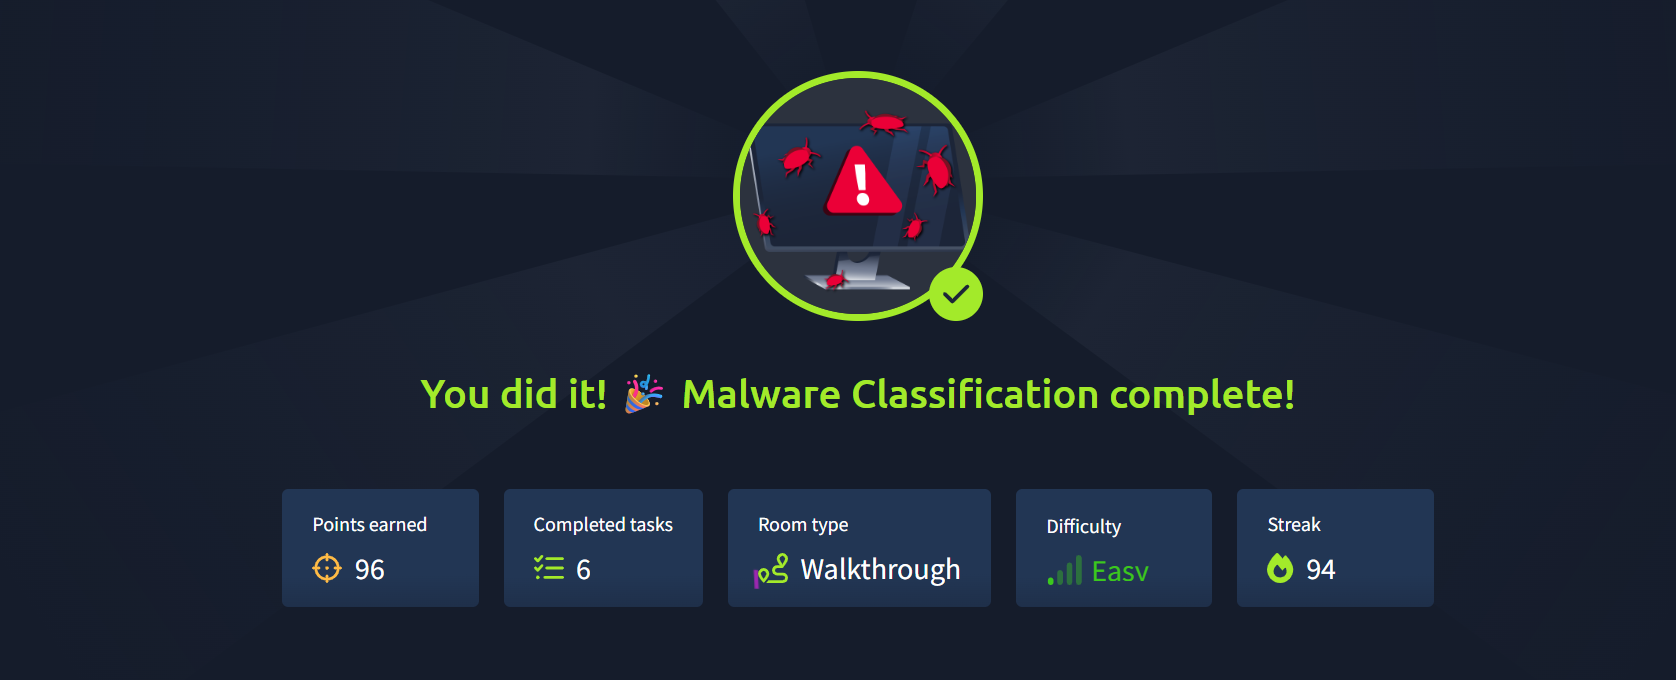 You did it! 🎉 Malware Classification complete!
Points earned
96
Completed tasks
6
Room type
Walkthrough
Difficulty
Easy
Streak
94